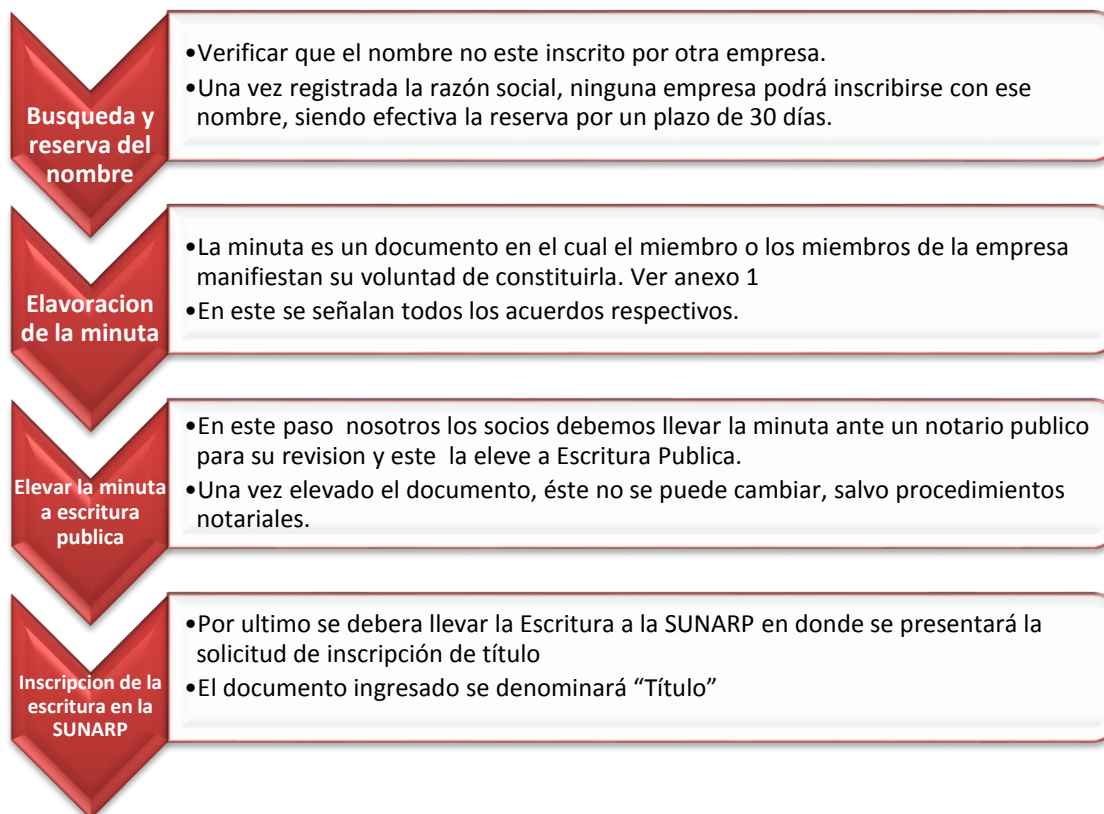 Busqueda y
reserva del
nombre
•Verificar que el nombre no este inscrito por otra empresa.
•Una vez registrada la razón social, ninguna empresa podrá inscribirse con ese
nombre, siendo efectiva la reserva por un plazo de 30 días.
Elavoracion
de la minuta
•La minuta es un documento en el cual el miembro o los miembros de la empresa
manifiestan su voluntad de constituirla. Ver anexo 1
•En este se señalan todos los acuerdos respectivos.
Elevar la minuta
a escritura
publica
•En este paso nosotros los socios debemos llevar la minuta ante un notario publico
para su revision y este la eleve a Escritura Publica.
•Una vez elevado el documento, éste no se puede cambiar, salvo procedimientos
notariales.
Inscripcion de la
escritura en la
SUNARP
•Por ultimo se debera llevar la Escritura a la SUNARP en donde se presentará la
solicitud de inscripción de título
•El documento ingresado se denominará “Título”